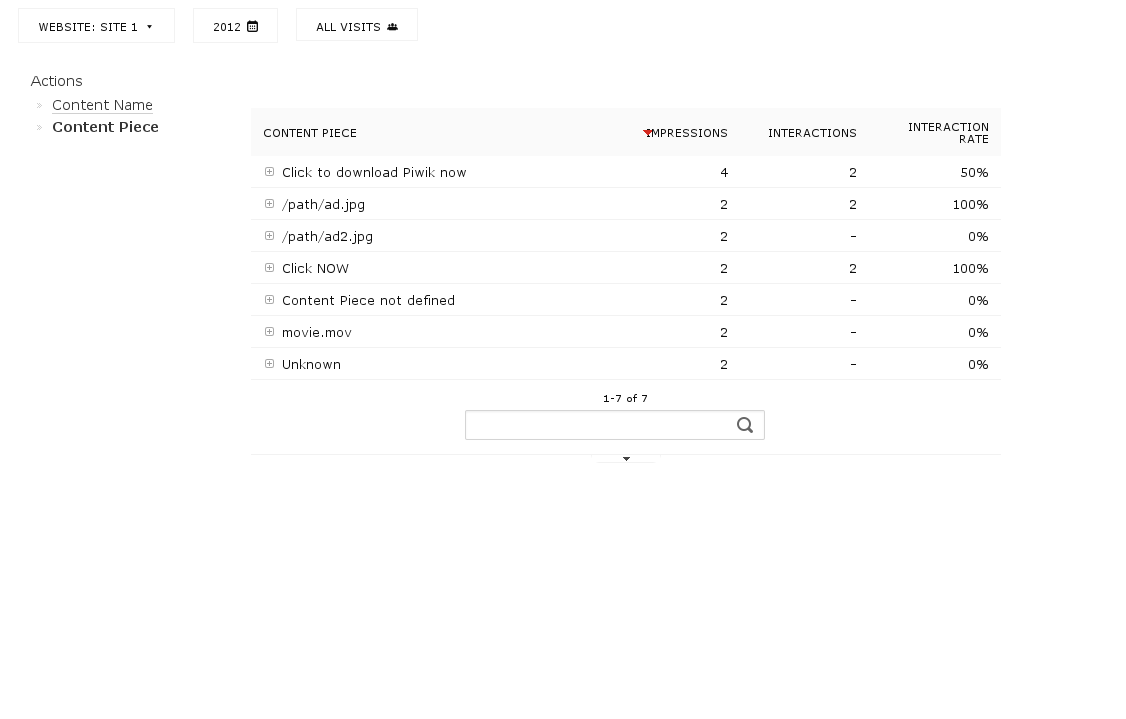 WEBSITE: SITE 1 2012 ALL VISITS
Actions
» Content Name
» Content Piece
CONTENT PIECE IMPRESSIONS INTERACTIONS INTERACTION RATE
Click to download Piwik now 4 2 50%
/path/ad.jpg 2 2 100%
/path/ad2.jpg 2 - 0%
Click NOW 2 2 100%
Content Piece not defined 2 - 0%
movie.mov 2 - 0%
Unknown 2 - 0%
1-7 of 7